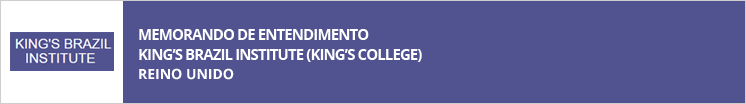 KING'S BRAZIL
INSTITUTE
MEMORANDO DE ENTENDIMENTO
KING'S BRAZIL INSTITUTE (KING'S COLLEGE)
REINO UNIDO